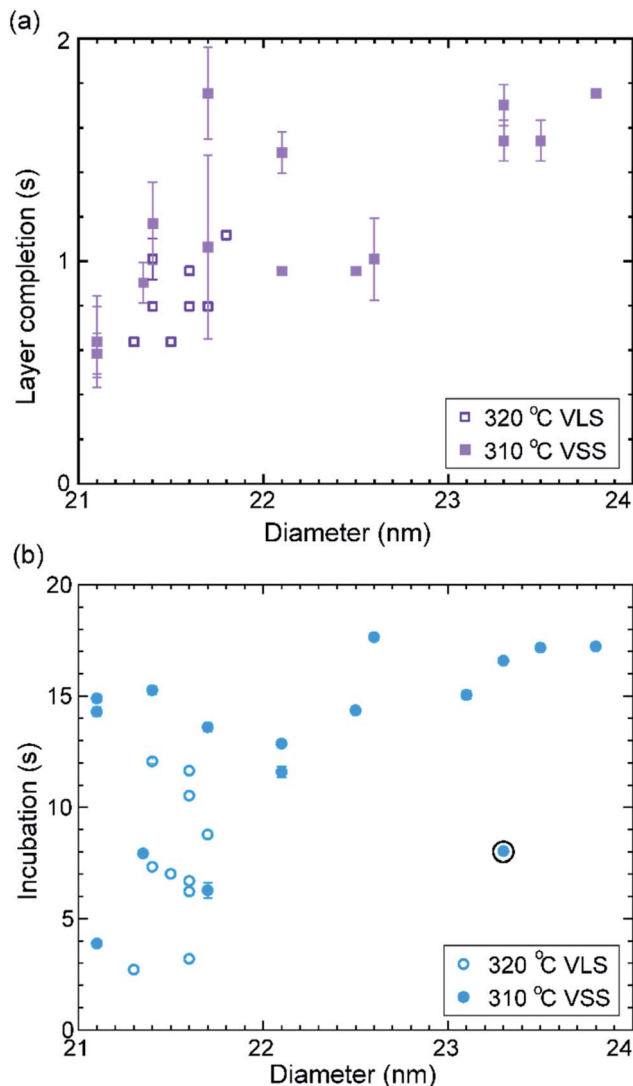 (a)
2
1
0
Layer completion (s)
320 °C VLS
310 °C VSS
21 22 23 24
Diameter (nm)
(b)
20
15
10
5
0
Incubation (s)
320 °C VLS
310 °C VSS
21 22 23 24
Diameter (nm)